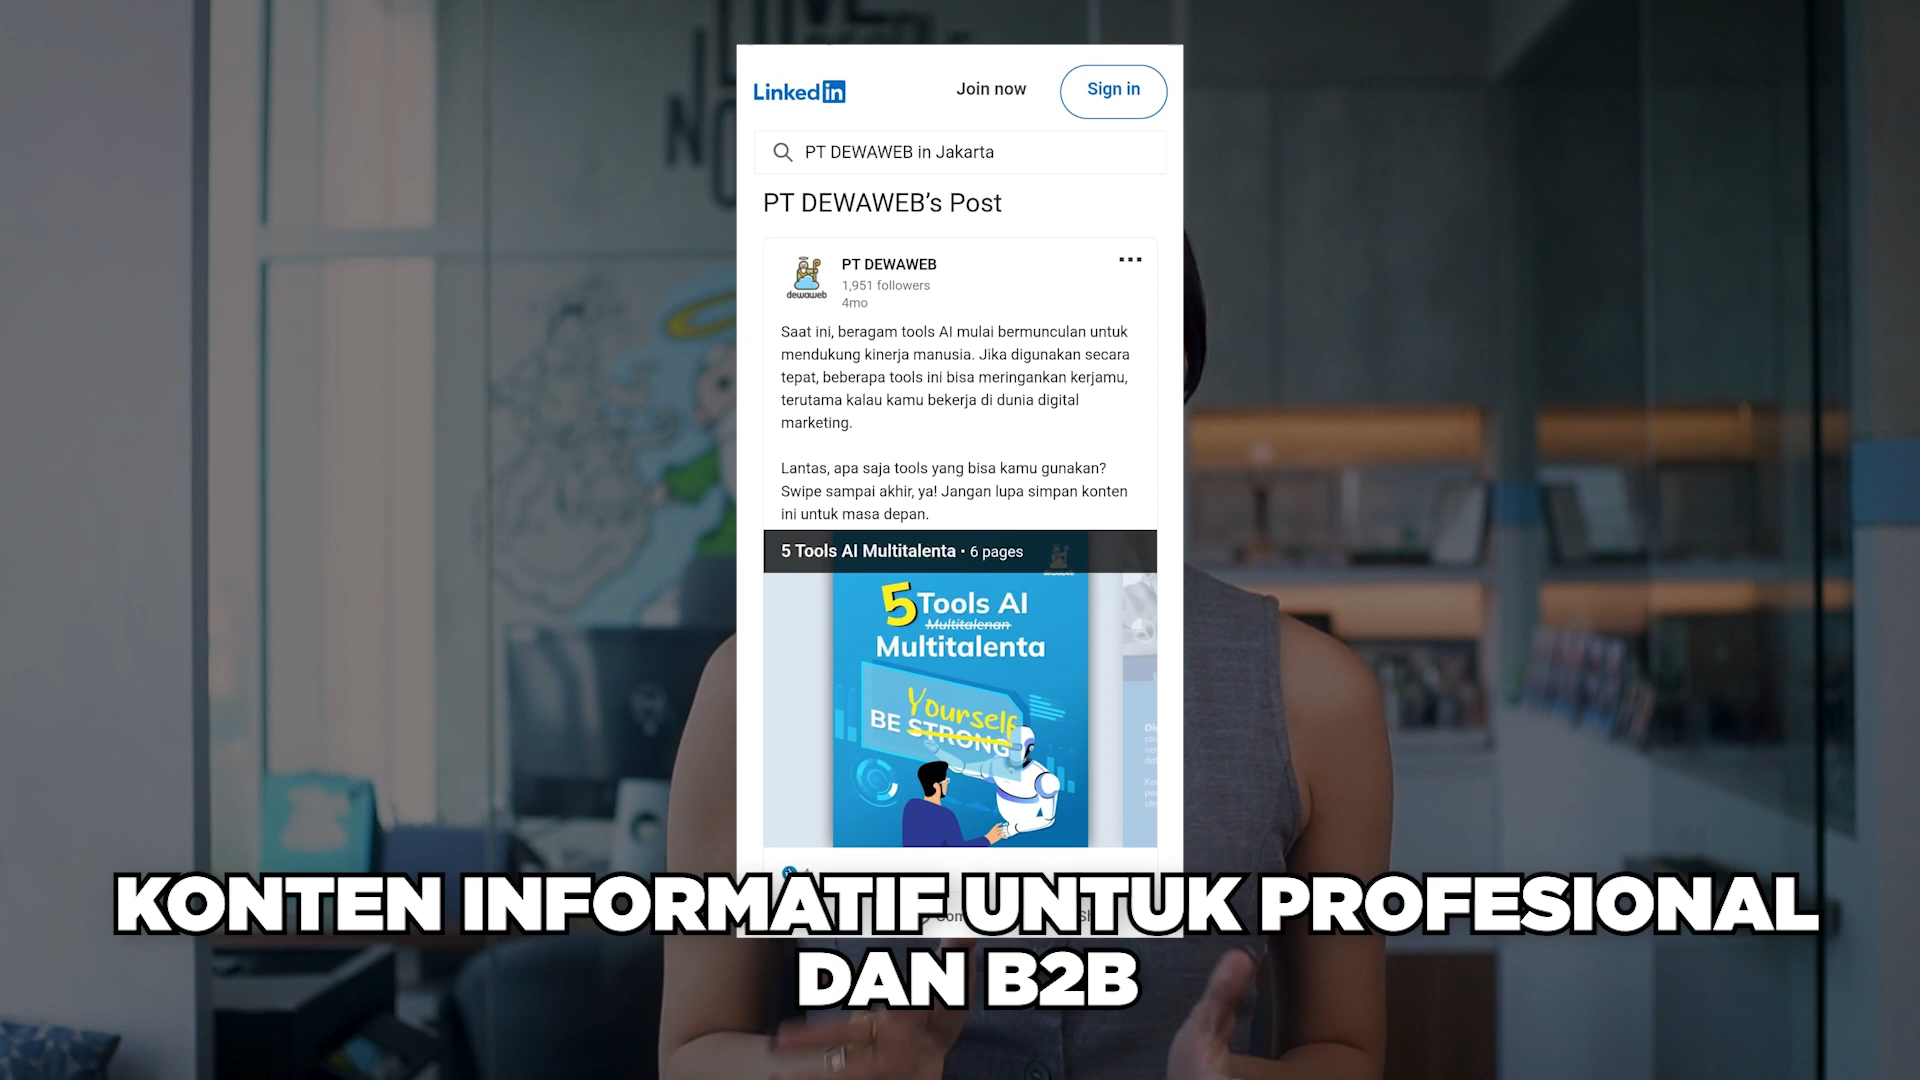 LinkedIn
Join now
Sign in
PT DEWAWEB in Jakarta
PT DEWAWEB's Post
PT DEWAWEB
1,951 followers
4mo
dewaweb
Saat ini, beragam tools AI mulai bermunculan untuk
mendukung kinerja manusia. Jika digunakan secara
tepat, beberapa tools ini bisa meringankan kerjamu,
terutama kalau kamu bekerja di dunia digital
marketing.
Lantas, apa saja tools yang bisa kamu gunakan?
Swipe sampai akhir, ya! Jangan lupa simpan konten
ini untuk masa depan.
5 Tools AI Multitalenta • 6 pages
dewaweb
5 Tools AI
Multitalenan
Multitalenta
Yourself
BE STRONG
KONTEN INFORMATIF UNTUK PROFESIONAL
DAN B2B